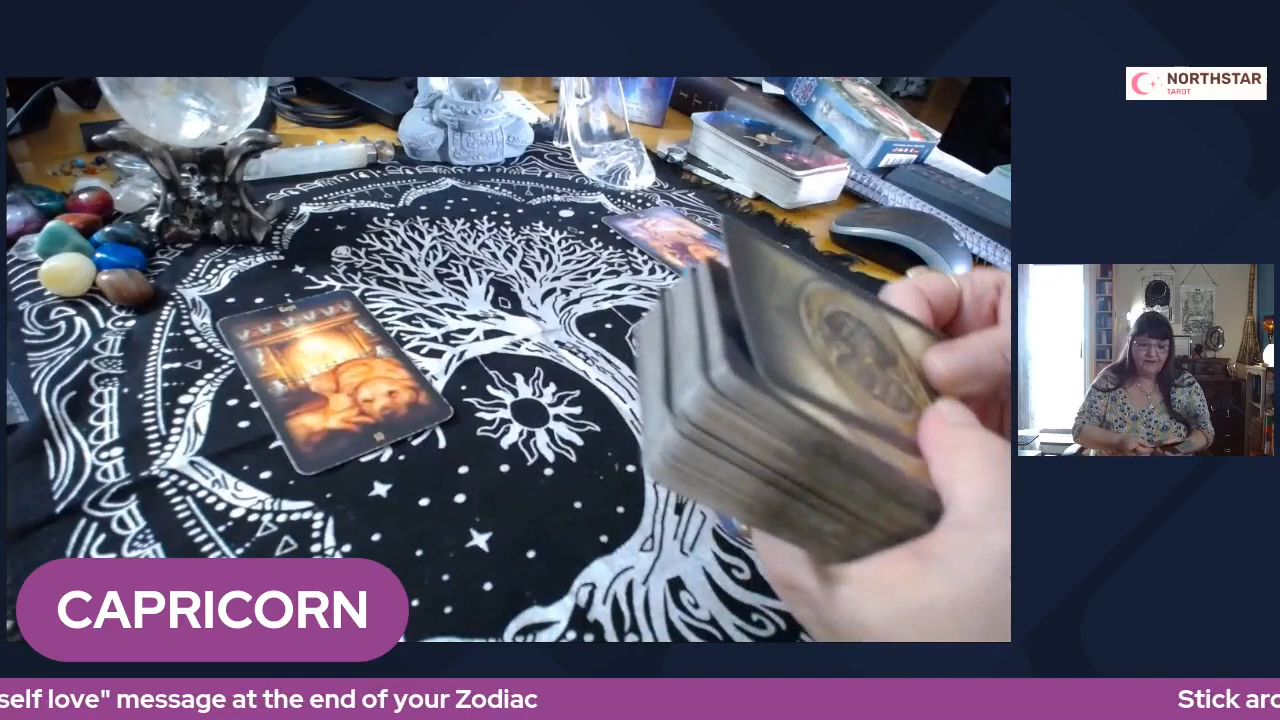 NORTHSTAR
TAROT
CAPRICORN
self love" message at the end of your Zodiac
Stick aro